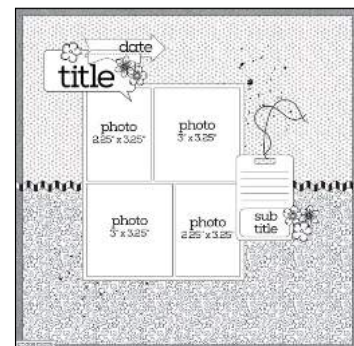 date
title
photo
2.25" x 3.25"
photo
3" x 3.25"
photo
3" x 3.25"
photo
2.25" x 3.25"
sub
title